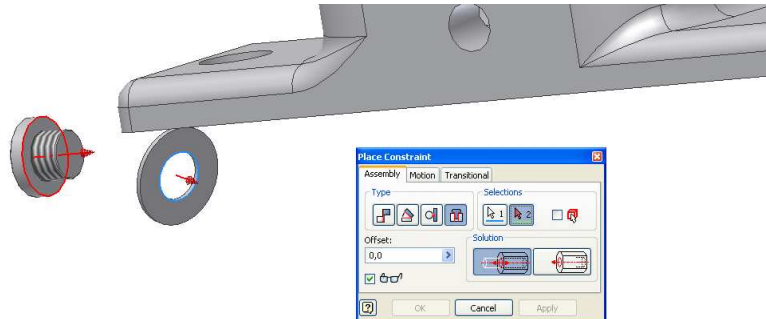 Place Constraint
Assembly Motion Transitional
Type Selections
1 2
Offset: Solution
0,0
? OK Cancel Apply